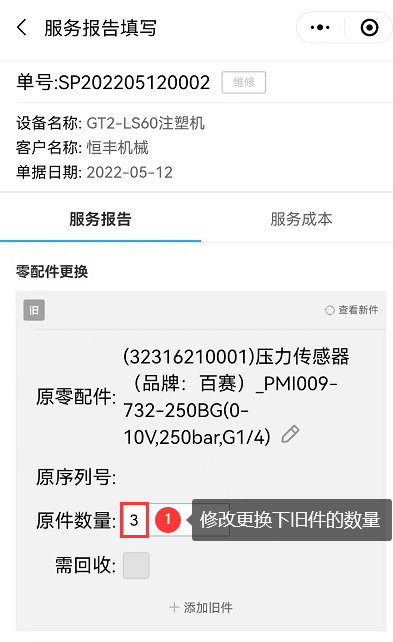 服务报告填写
单号:SP202205120002 维修
设备名称: GT2-LS60注塑机
客户名称: 恒丰机械
单据日期: 2022-05-12
服务报告 服务成本
零配件更换
旧 查看新件
(32316210001)压力传感器
（品牌：百赛）_PMI009-
原零配件: 732-250BG(0-
10V,250bar,G1/4)
原序列号:
原件数量: 3 1 修改更换下旧件的数量
需回收:
+ 添加旧件